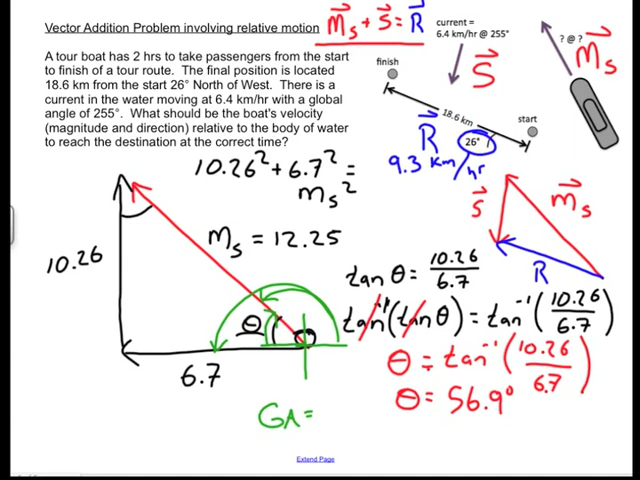 Vector Addition Problem involving relative motion
M⃗s + S⃗ = R⃗
current =
6.4 km/hr @ 255°
? @ ?
M⃗s
A tour boat has 2 hrs to take passengers from the start
to finish of a tour route. The final position is located
18.6 km from the start 26° North of West. There is a
current in the water moving at 6.4 km/hr with a global
angle of 255°. What should be the boat's velocity
(magnitude and direction) relative to the body of water
to reach the destination at the correct time?
S⃗
finish
18.6 km
start
R⃗
26°
9.3 km/hr
10.26² + 6.7² =
Ms²
S⃗
M⃗s
R
Ms = 12.25
10.26
tan θ = 10.26/6.7
tan⁻¹(tan θ) = tan⁻¹(10.26/6.7)
θ
θ = tan⁻¹(10.26/6.7)
6.7
θ = 56.9°
GA =
Extend Page